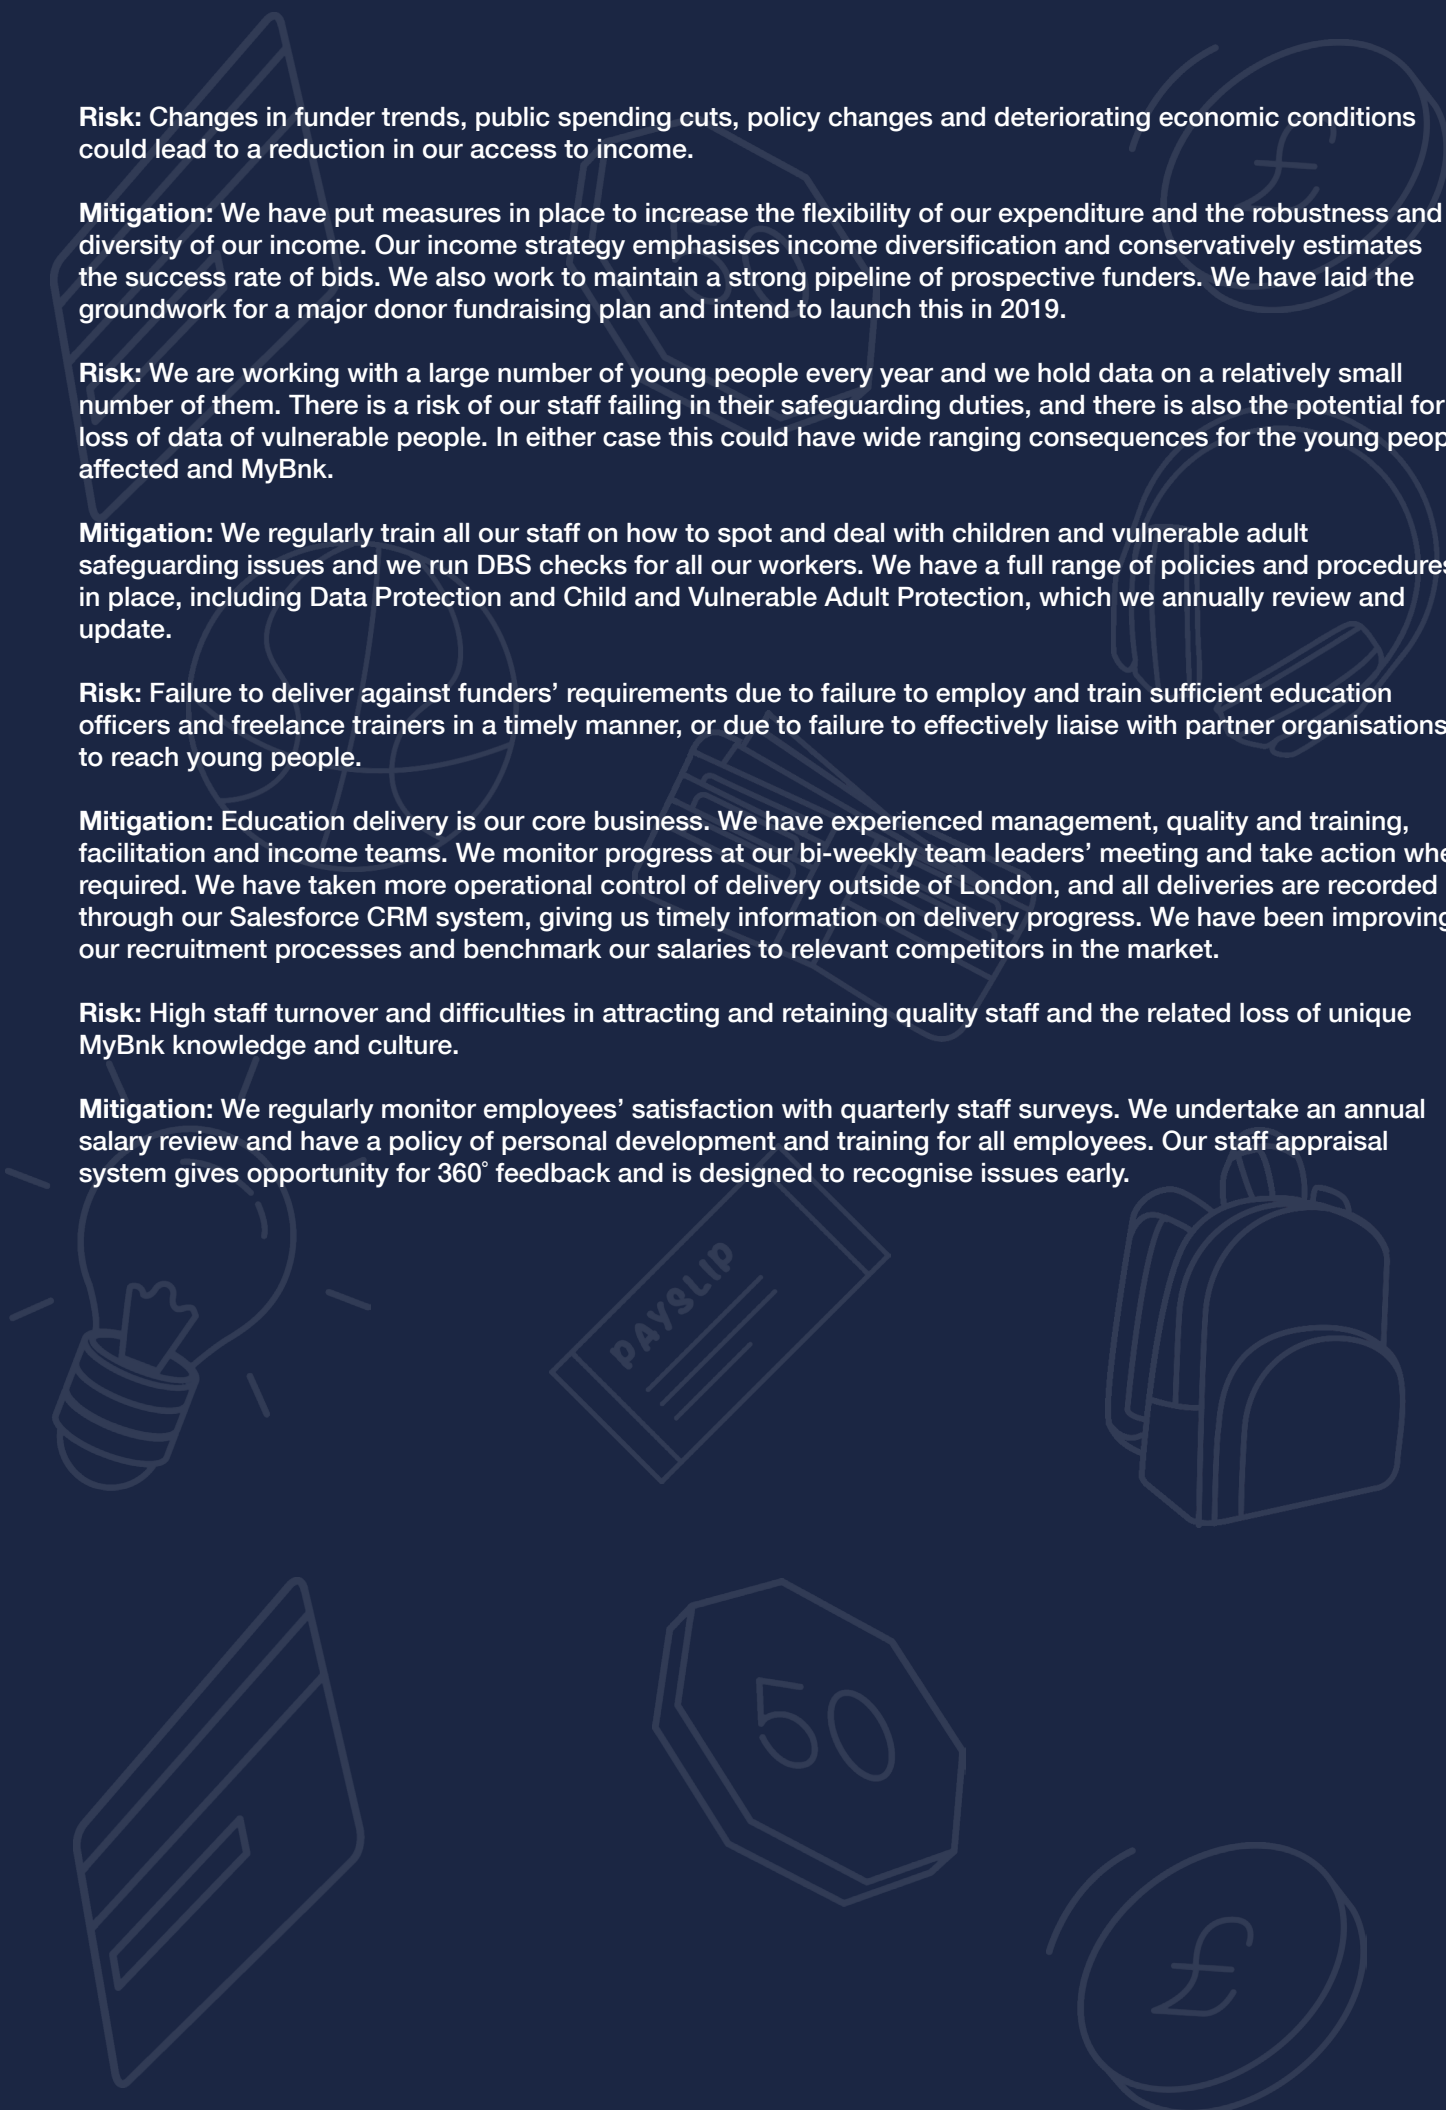 Risk: Changes in funder trends, public spending cuts, policy changes and deteriorating economic conditions
could lead to a reduction in our access to income.
Mitigation: We have put measures in place to increase the flexibility of our expenditure and the robustness and
diversity of our income. Our income strategy emphasises income diversification and conservatively estimates
the success rate of bids. We also work to maintain a strong pipeline of prospective funders. We have laid the
groundwork for a major donor fundraising plan and intend to launch this in 2019.
Risk: We are working with a large number of young people every year and we hold data on a relatively small
number of them. There is a risk of our staff failing in their safeguarding duties, and there is also the potential for
loss of data of vulnerable people. In either case this could have wide ranging consequences for the young peop
affected and MyBnk.
Mitigation: We regularly train all our staff on how to spot and deal with children and vulnerable adult
safeguarding issues and we run DBS checks for all our workers. We have a full range of policies and procedures
in place, including Data Protection and Child and Vulnerable Adult Protection, which we annually review and
update.
Risk: Failure to deliver against funders’ requirements due to failure to employ and train sufficient education
officers and freelance trainers in a timely manner, or due to failure to effectively liaise with partner organisations
to reach young people.
Mitigation: Education delivery is our core business. We have experienced management, quality and training,
facilitation and income teams. We monitor progress at our bi-weekly team leaders’ meeting and take action whe
required. We have taken more operational control of delivery outside of London, and all deliveries are recorded
through our Salesforce CRM system, giving us timely information on delivery progress. We have been improving
our recruitment processes and benchmark our salaries to relevant competitors in the market.
Risk: High staff turnover and difficulties in attracting and retaining quality staff and the related loss of unique
MyBnk knowledge and culture.
Mitigation: We regularly monitor employees’ satisfaction with quarterly staff surveys. We undertake an annual
salary review and have a policy of personal development and training for all employees. Our staff appraisal
system gives opportunity for 360° feedback and is designed to recognise issues early.
£
50
PAYSLIP
50
£